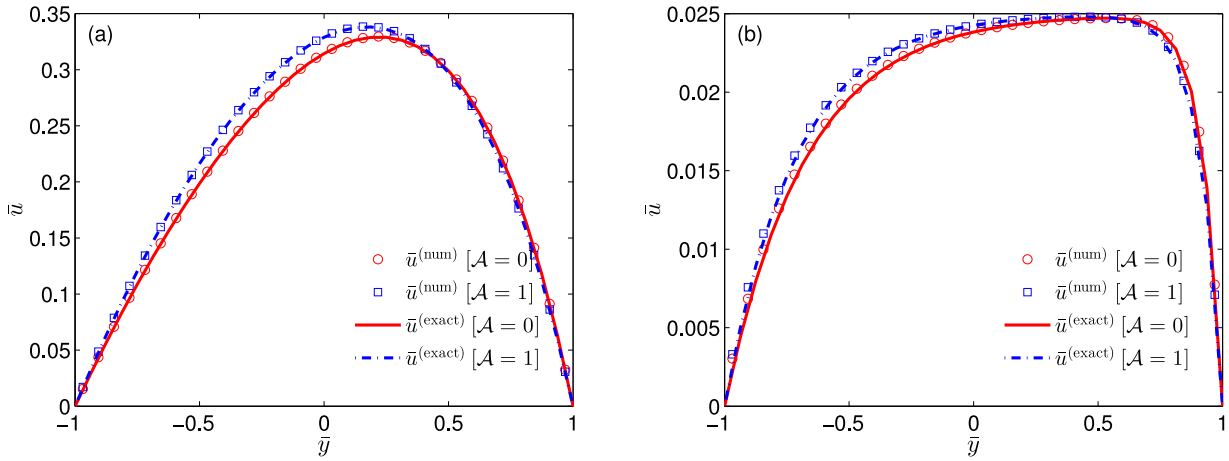 (a)
0.35
0.3
0.25
0.2
0.15
0.1
0.05
0
ū
−1
−0.5
0
0.5
1
ȳ
ū(num) [𝒜 = 0]
ū(num) [𝒜 = 1]
ū(exact) [𝒜 = 0]
ū(exact) [𝒜 = 1]
(b)
0.025
0.02
0.015
0.01
0.005
0
ū
−1
−0.5
0
0.5
1
ȳ
ū(num) [𝒜 = 0]
ū(num) [𝒜 = 1]
ū(exact) [𝒜 = 0]
ū(exact) [𝒜 = 1]